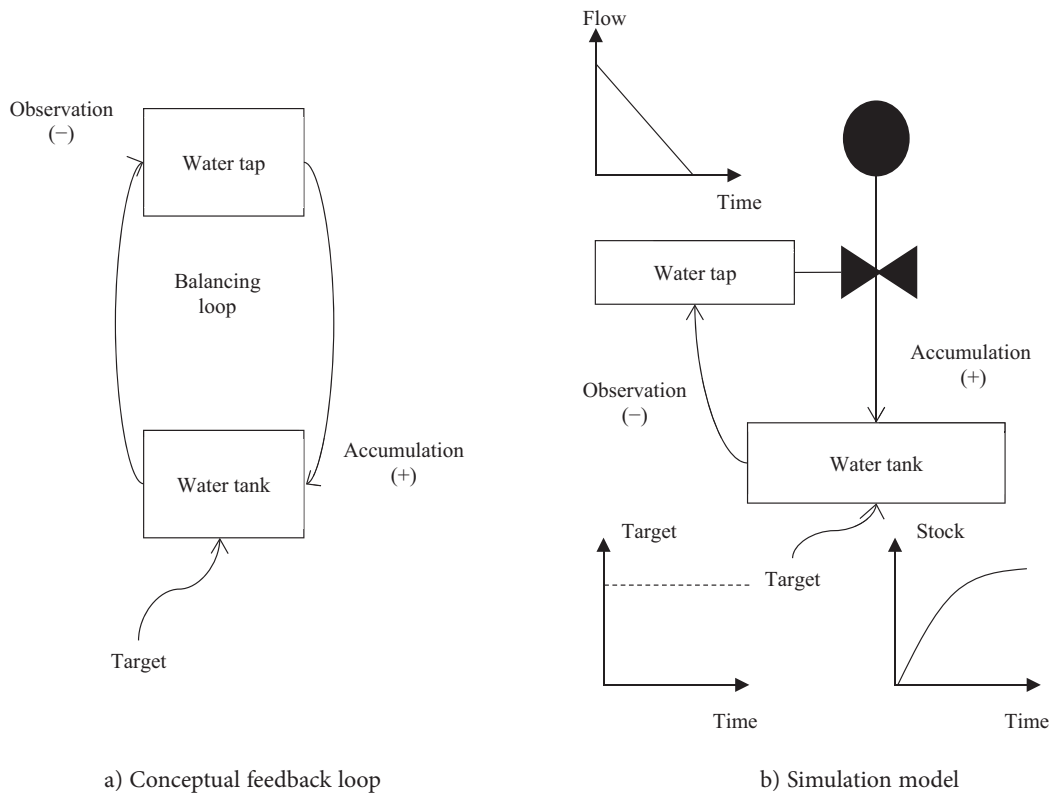 Observation
(−)
Water tap
Balancing
loop
Accumulation
(+)
Water tank
Target
a) Conceptual feedback loop
Flow
Time
Water tap
Accumulation
(+)
Observation
(−)
Water tank
Target
Time
Target
Stock
Time
b) Simulation model